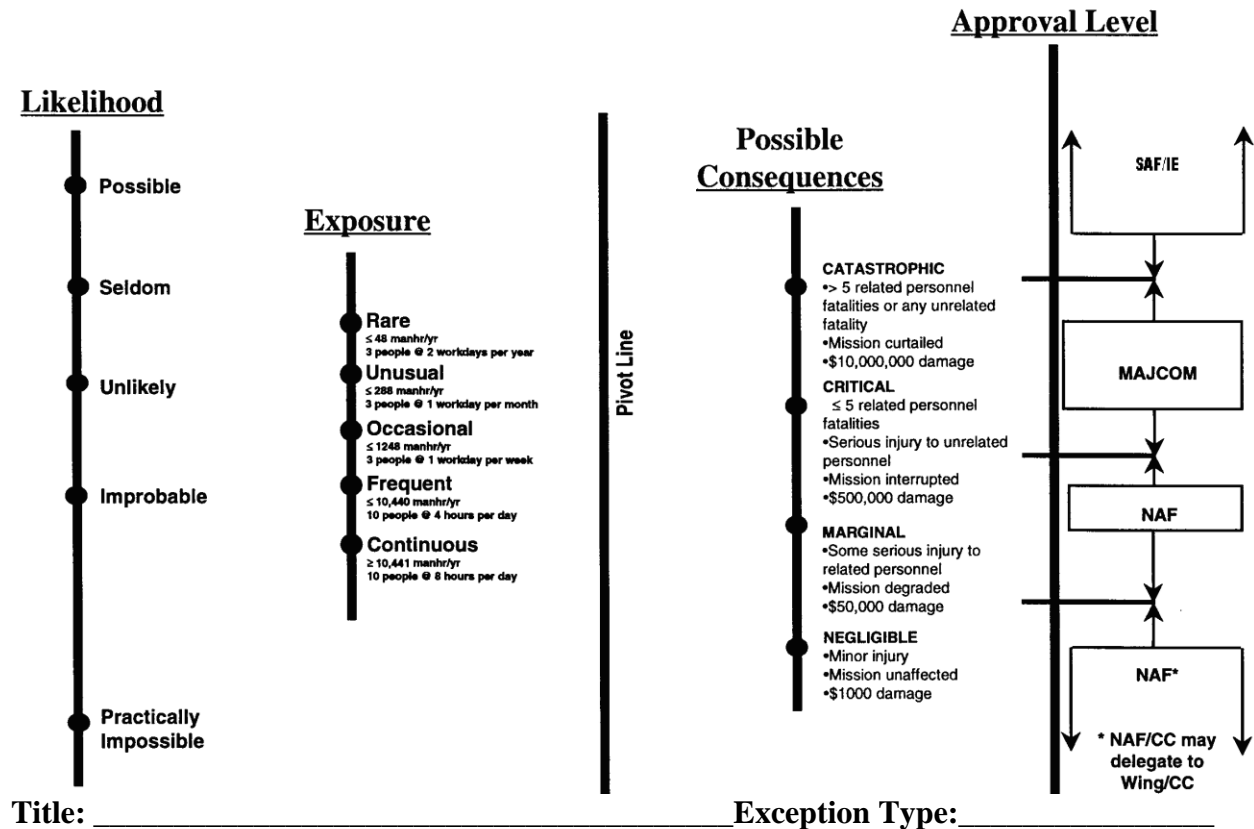 Approval Level
Likelihood
Possible
Seldom
Unlikely
Improbable
Practically
Impossible
Exposure
Rare
≤ 48 manhr/yr
3 people @ 2 workdays per year
Unusual
≤ 288 manhr/yr
3 people @ 1 workday per month
Occasional
≤ 1248 manhr/yr
3 people @ 1 workday per week
Frequent
≤ 10,440 manhr/yr
10 people @ 4 hours per day
Continuous
≥ 10,441 manhr/yr
10 people @ 8 hours per day
Pivot Line
Possible
Consequences
CATASTROPHIC
•> 5 related personnel
fatalities or any unrelated
fatality
•Mission curtailed
•$10,000,000 damage
CRITICAL
≤ 5 related personnel
fatalities
•Serious injury to unrelated
personnel
•Mission interrupted
•$500,000 damage
MARGINAL
•Some serious injury to
related personnel
•Mission degraded
•$50,000 damage
NEGLIGIBLE
•Minor injury
•Mission unaffected
•$1000 damage
SAF/IE
MAJCOM
NAF
NAF*
* NAF/CC may
delegate to
Wing/CC
Title: ________________________________________Exception Type:________________